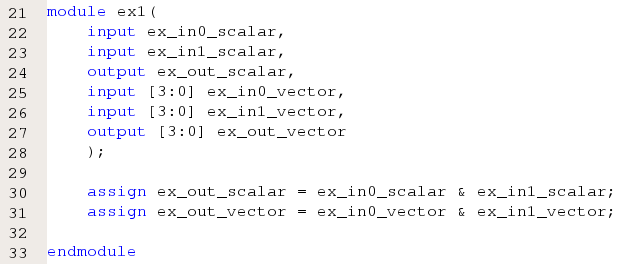 21 module ex1(
22     input ex_in0_scalar,
23     input ex_in1_scalar,
24     output ex_out_scalar,
25     input [3:0] ex_in0_vector,
26     input [3:0] ex_in1_vector,
27     output [3:0] ex_out_vector
28     );
29
30     assign ex_out_scalar = ex_in0_scalar & ex_in1_scalar;
31     assign ex_out_vector = ex_in0_vector & ex_in1_vector;
32
33 endmodule